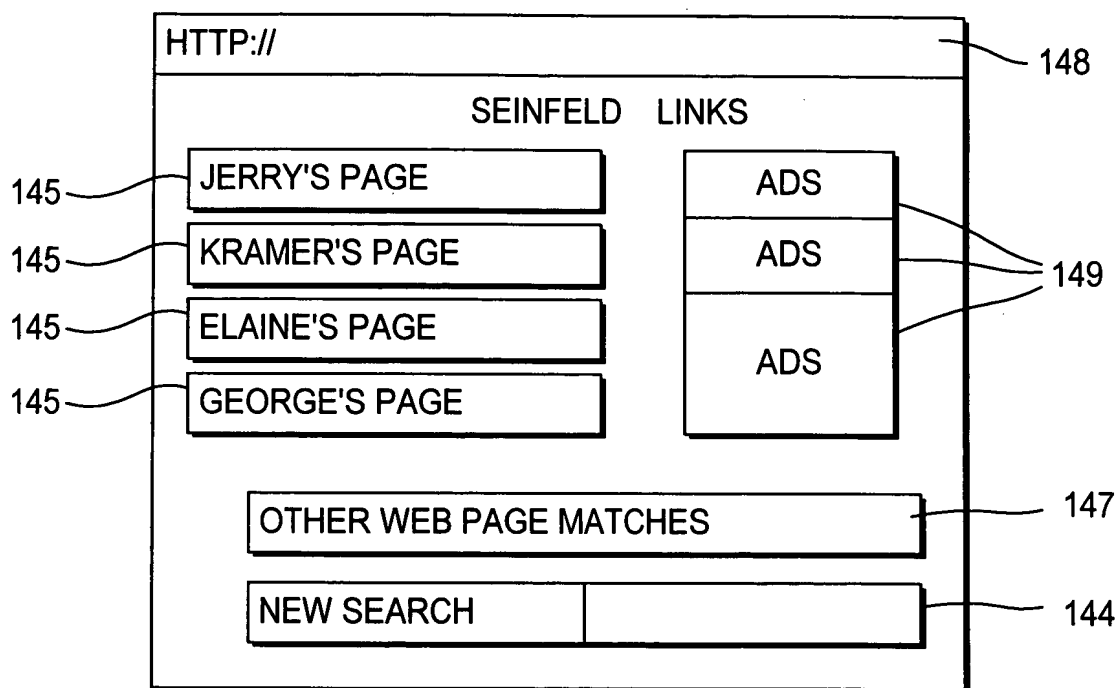 HTTP://
148
SEINFELD LINKS
145
JERRY'S PAGE
ADS
145
KRAMER'S PAGE
ADS
149
145
ELAINE'S PAGE
ADS
145
GEORGE'S PAGE
OTHER WEB PAGE MATCHES
147
NEW SEARCH
144